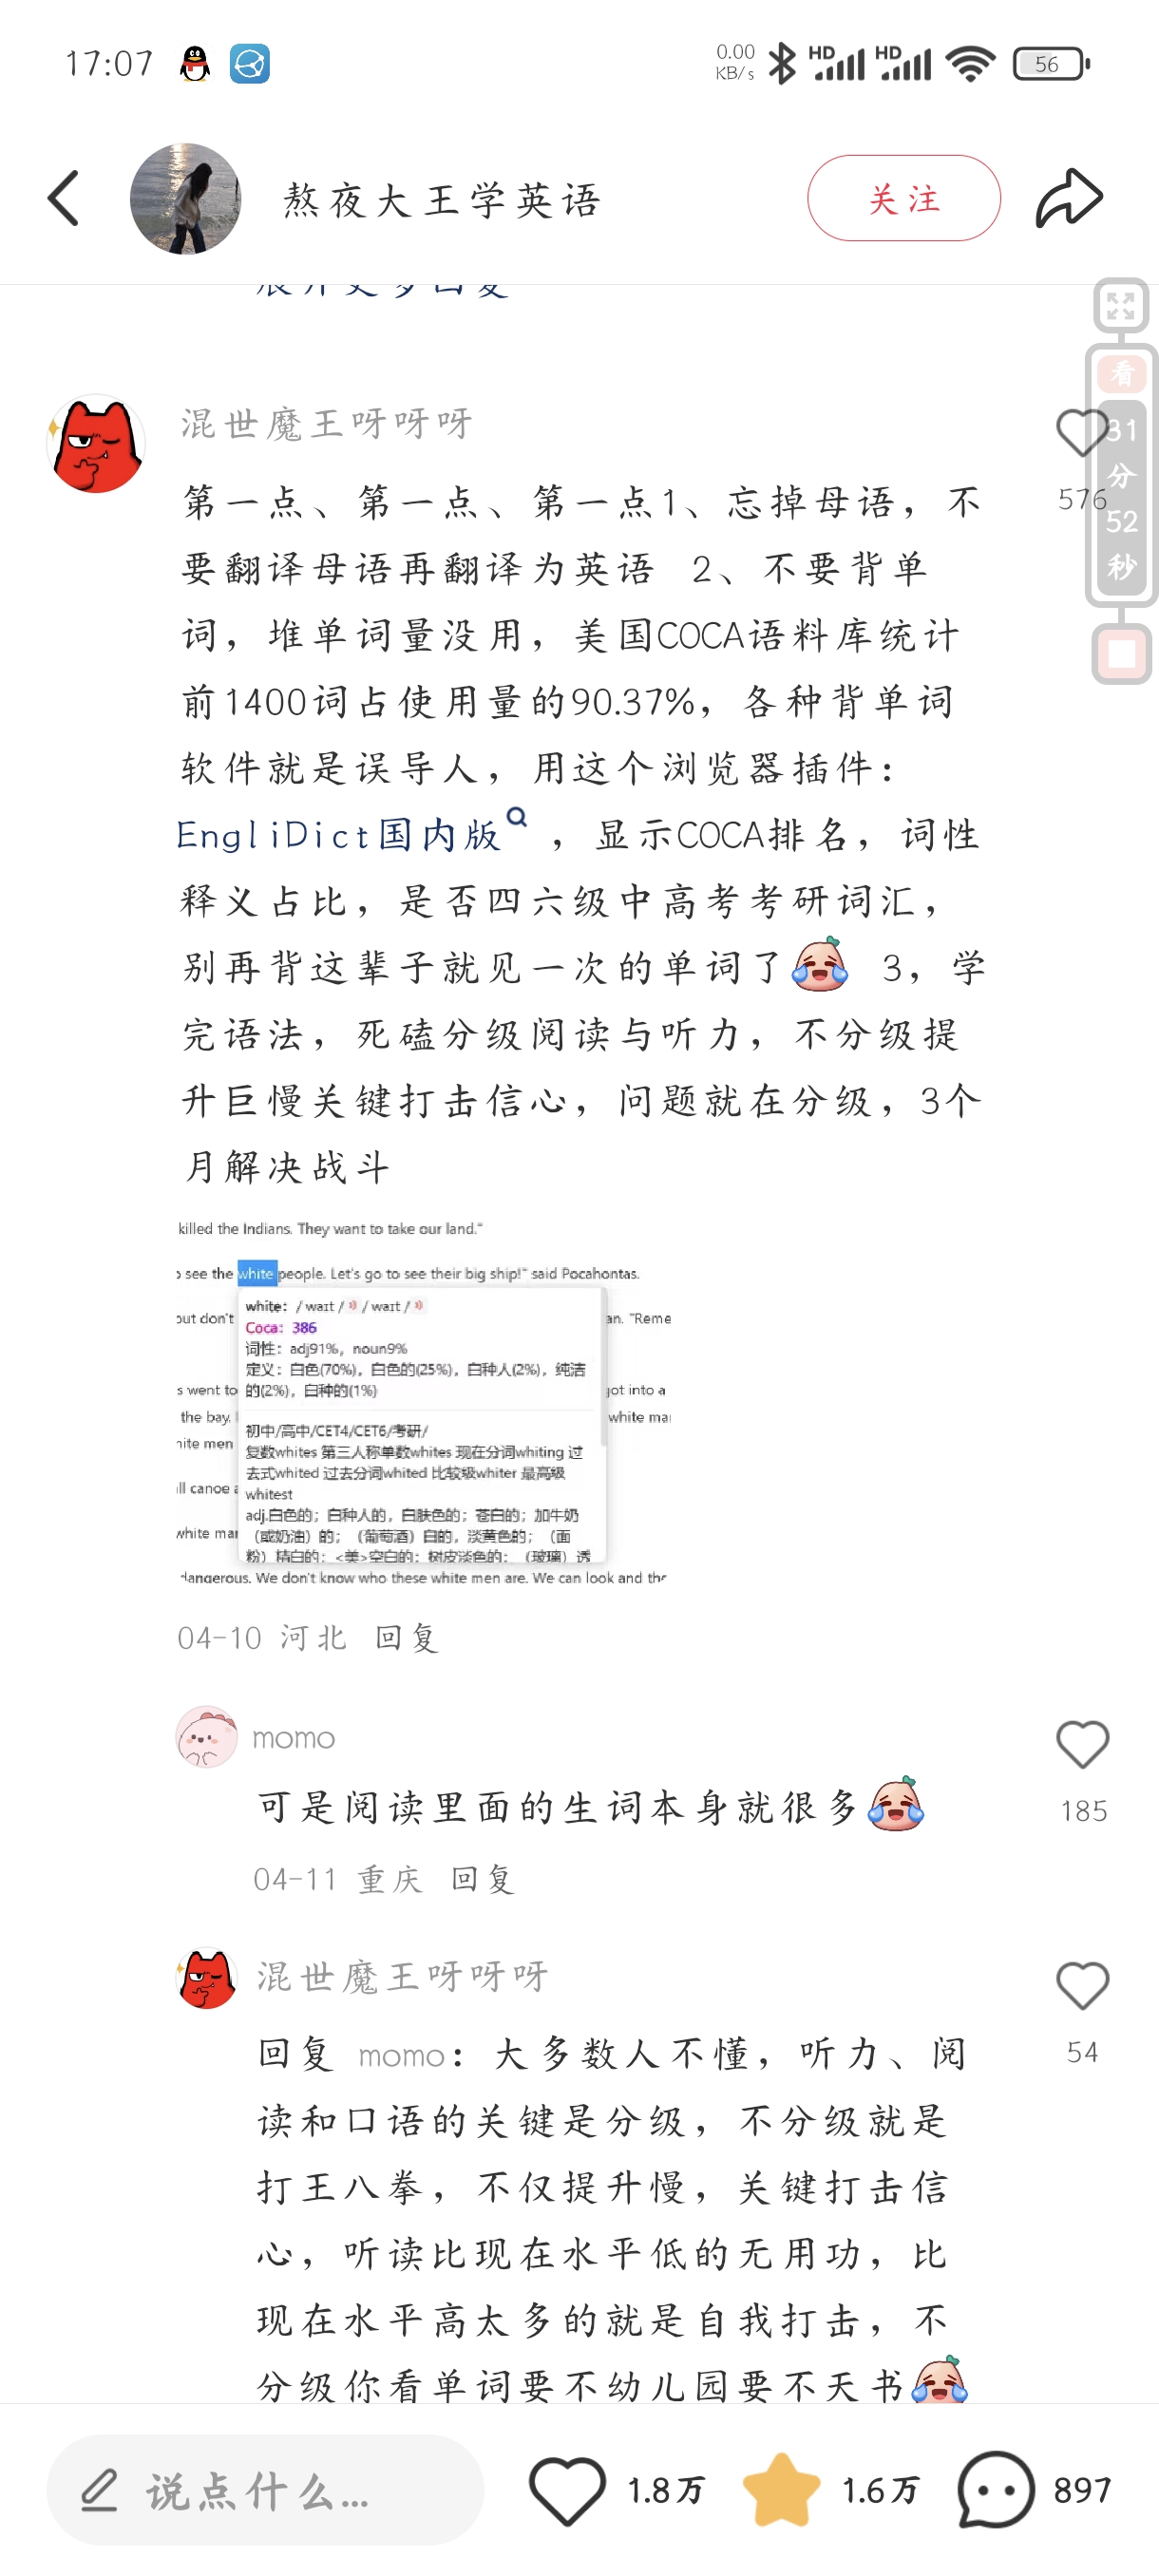 17:07
0.00
KB/s
HD
HD
56
熬夜大王学英语
关注
展开更多回复
看
31
分
52
秒
混世魔王呀呀呀
576
第一点、第一点、第一点1、忘掉母语，不
要翻译母语再翻译为英语 2、不要背单
词，堆单词量没用，美国COCA语料库统计
前1400词占使用量的90.37%，各种背单词
软件就是误导人，用这个浏览器插件：
EngliDict国内版 ，显示COCA排名，词性
释义占比，是否四六级中高考考研词汇，
别再背这辈子就见一次的单词了 3，学
完语法，死磕分级阅读与听力，不分级提
升巨慢关键打击信心，问题就在分级，3个
月解决战斗
killed the Indians. They want to take our land."
see the white people. Let's go to see their big ship!" said Pocahontas.
out don't
an. "Reme
white: / waɪt / / waɪt /
Coca: 386
词性：adj91%，noun9%
定义：白色(70%)，白色的(25%)，白种人(2%)，纯洁
的(2%)，白种的(1%)
s went to
got into a
the bay.
white ma
初中/高中/CET4/CET6/考研/
复数whites 第三人称单数whites 现在分词whiting 过
去式whited 过去分词whited 比较级whiter 最高级
whitest
hite men
ll canoe a
adj.白色的；白种人的，白肤色的；苍白的；加牛奶
（或奶油）的；（葡萄酒）白的，淡黄色的；（面
粉）精白的；<美>空白的；树皮淡色的；（玻璃）透
white mar
dangerous. We don't know who these white men are. We can look and the
04-10 河北 回复
momo
可是阅读里面的生词本身就很多
185
04-11 重庆 回复
混世魔王呀呀呀
54
回复 momo：大多数人不懂，听力、阅
读和口语的关键是分级，不分级就是
打王八拳，不仅提升慢，关键打击信
心，听读比现在水平低的无用功，比
现在水平高太多的就是自我打击，不
分级你看单词要不幼儿园要不天书
说点什么...
1.8万
1.6万
897